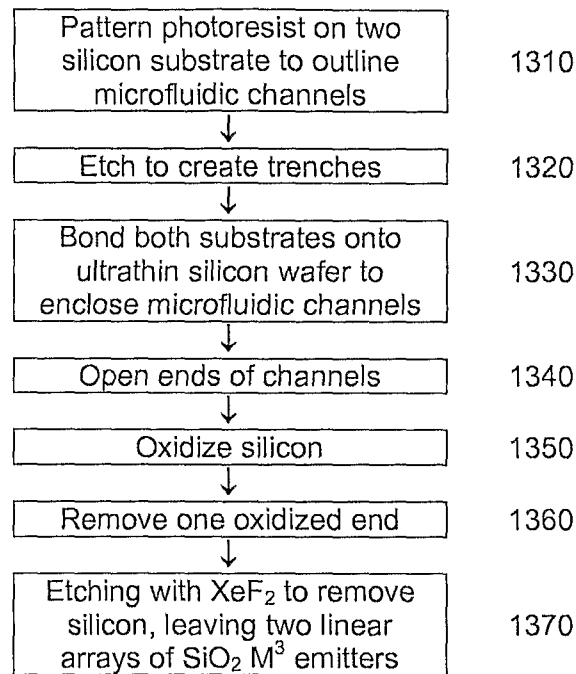 Pattern photoresist on two
silicon substrate to outline
microfluidic channels
1310
Etch to create trenches
1320
Bond both substrates onto
ultrathin silicon wafer to
enclose microfluidic channels
1330
Open ends of channels
1340
Oxidize silicon
1350
Remove one oxidized end
1360
Etching with XeF₂ to remove
silicon, leaving two linear
arrays of SiO₂ M³ emitters
1370